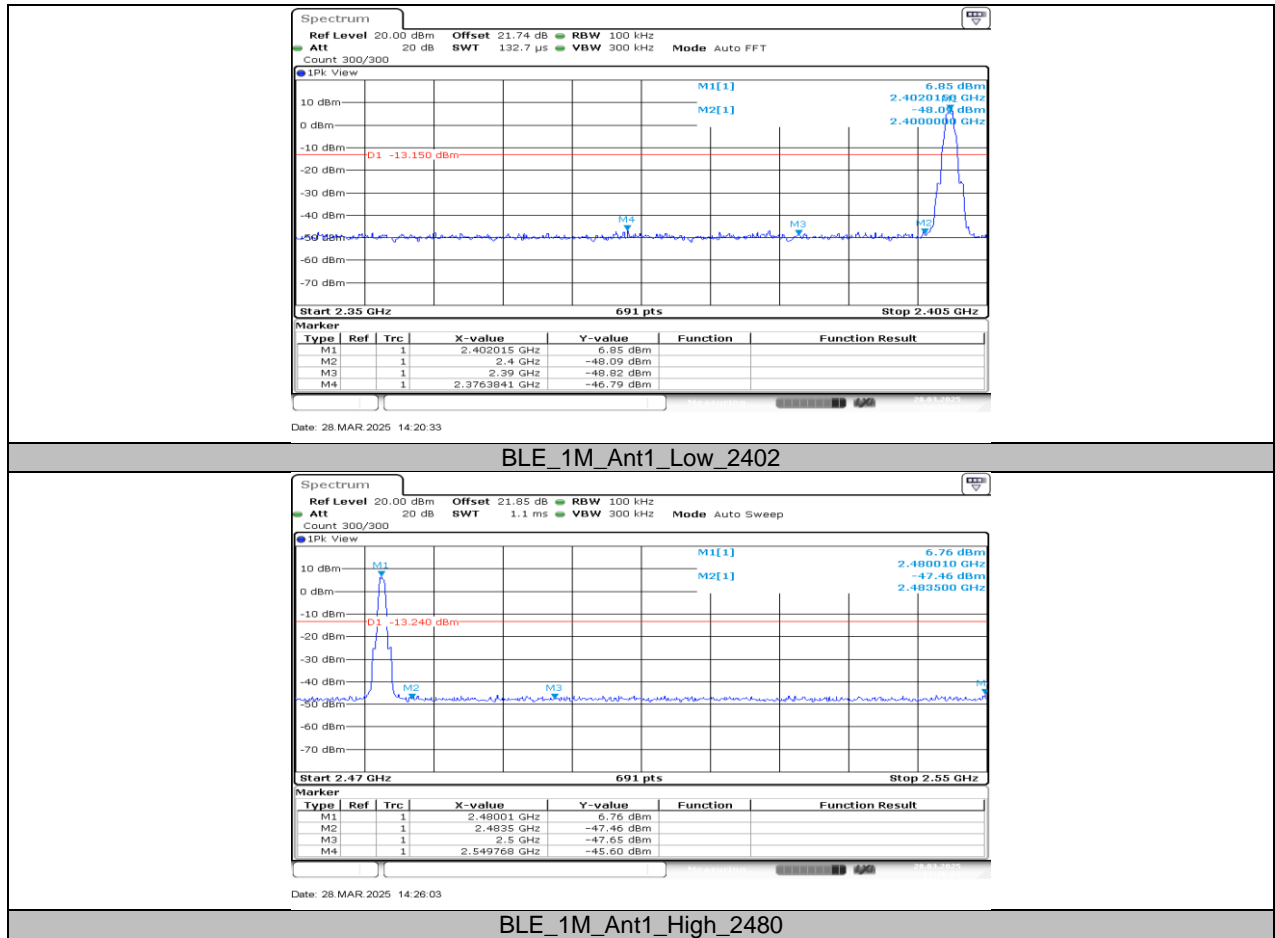 Spectrum
Ref Level 20.00 dBm Offset 21.74 dB RBW 100 kHz
Att 20 dB SWT 132.7 µs VBW 300 kHz Mode Auto FFT
Count 300/300
1Pk View
M1[1] 6.85 dBm
2.4020150 GHz
10 dBm
M2[1] -48.09 dBm
0 dBm 2.4000000 GHz
-10 dBm
D1 -13.150 dBm
-20 dBm
-30 dBm
-40 dBm
M4 M3 M2
-50 dBm
-60 dBm
-70 dBm
Start 2.35 GHz 691 pts Stop 2.405 GHz
Marker
Type Ref Trc X-value Y-value Function Function Result
M1 1 2.402015 GHz 6.85 dBm
M2 1 2.4 GHz -48.09 dBm
M3 1 2.39 GHz -48.82 dBm
M4 1 2.3763841 GHz -46.79 dBm
Date: 28.MAR.2025 14:20:33
BLE_1M_Ant1_Low_2402
Spectrum
Ref Level 20.00 dBm Offset 21.85 dB RBW 100 kHz
Att 20 dB SWT 1.1 ms VBW 300 kHz Mode Auto Sweep
Count 300/300
1Pk View
M1[1] 6.76 dBm
2.480010 GHz
10 dBm M1
M2[1] -47.46 dBm
0 dBm 2.483500 GHz
-10 dBm
D1 -13.240 dBm
-20 dBm
-30 dBm
-40 dBm
M2 M3
-50 dBm
-60 dBm
-70 dBm
Start 2.47 GHz 691 pts Stop 2.55 GHz
Marker
Type Ref Trc X-value Y-value Function Function Result
M1 1 2.48001 GHz 6.76 dBm
M2 1 2.4835 GHz -47.46 dBm
M3 1 2.5 GHz -47.65 dBm
M4 1 2.549768 GHz -45.60 dBm
Date: 28.MAR.2025 14:26:03
BLE_1M_Ant1_High_2480